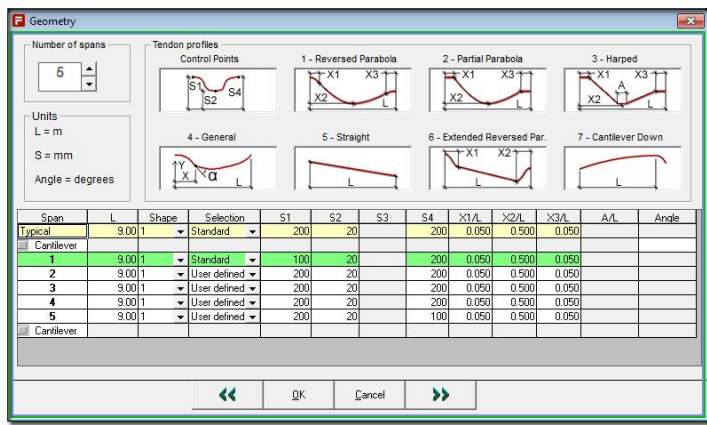 Geometry
Number of spans
5
Units
L = m
S = mm
Angle = degrees
Tendon profiles
Control Points
S1 S2 S4
1 - Reversed Parabola
X1 X3 X2 L
2 - Partial Parabola
X1 X3 X2 L
3 - Harped
X1 A X3 X2 L
4 - General
Y X α L
5 - Straight
L
6 - Extended Reversed Par.
X1 X2 L
7 - Cantilever Down
L
Span L Shape Selection S1 S2 S3 S4 X1/L X2/L X3/L A/L Angle
Typical 9.00 1 Standard 200 20 200 0.050 0.500 0.050
Cantilever
1 9.00 1 Standard 100 20 200 0.050 0.500 0.050
2 9.00 1 User defined 200 20 200 0.050 0.500 0.050
3 9.00 1 User defined 200 20 200 0.050 0.500 0.050
4 9.00 1 User defined 200 20 200 0.050 0.500 0.050
5 9.00 1 User defined 200 20 100 0.050 0.500 0.050
Cantilever
OK Cancel